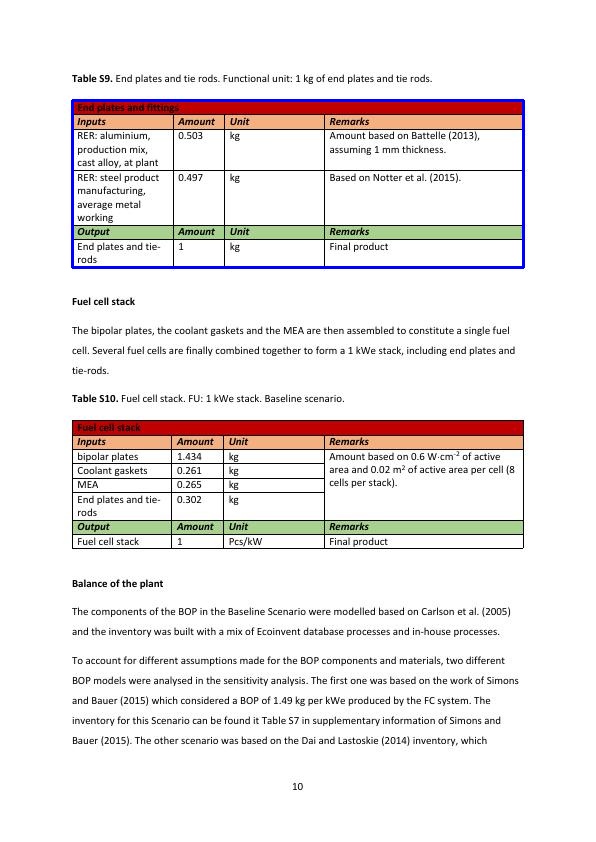 Table S9. End plates and tie rods. Functional unit: 1 kg of end plates and tie rods.
End plates and fittings
Inputs Amount Unit Remarks
RER: aluminium, production mix, cast alloy, at plant 0.503 kg Amount based on Battelle (2013), assuming 1 mm thickness.
RER: steel product manufacturing, average metal working 0.497 kg Based on Notter et al. (2015).
Output Amount Unit Remarks
End plates and tie-rods 1 kg Final product
Fuel cell stack
The bipolar plates, the coolant gaskets and the MEA are then assembled to constitute a single fuel
cell. Several fuel cells are finally combined together to form a 1 kWe stack, including end plates and
tie-rods.
Table S10. Fuel cell stack. FU: 1 kWe stack. Baseline scenario.
Fuel cell stack
Inputs Amount Unit Remarks
bipolar plates 1.434 kg Amount based on 0.6 W·cm⁻² of active
Coolant gaskets 0.261 kg area and 0.02 m² of active area per cell (8
MEA 0.265 kg cells per stack).
End plates and tie-rods 0.302 kg
Output Amount Unit Remarks
Fuel cell stack 1 Pcs/kW Final product
Balance of the plant
The components of the BOP in the Baseline Scenario were modelled based on Carlson et al. (2005)
and the inventory was built with a mix of Ecoinvent database processes and in-house processes.
To account for different assumptions made for the BOP components and materials, two different
BOP models were analysed in the sensitivity analysis. The first one was based on the work of Simons
and Bauer (2015) which considered a BOP of 1.49 kg per kWe produced by the FC system. The
inventory for this Scenario can be found it Table S7 in supplementary information of Simons and
Bauer (2015). The other scenario was based on the Dai and Lastoskie (2014) inventory, which
10